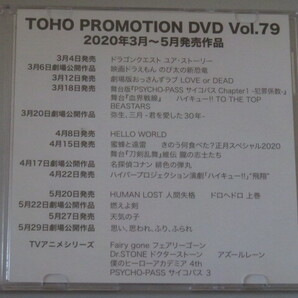 TOHO PROMOTION DVD Vol.79
2020年3月～5月発売作品
3月4日発売 ドラゴンクエスト ユア・ストーリー
3月6日劇場公開作品 映画ドラえもん のび太の新恐竜
3月12日発売 劇場版おっさんずラブ LOVE or DEAD
3月18日発売 舞台版『PSYCHO-PASS サイコパス Chapter1 -犯罪係数-』
舞台『血界戦線』 ハイキュー!! TO THE TOP
BEASTARS
3月20日劇場公開作品 弥生、三月-君を愛した30年-
4月8日発売 HELLO WORLD
4月15日発売 蜜蜂と遠雷 きのう何食べた?正月スペシャル2020
舞台『刀剣乱舞』維伝 朧の志士たち
4月17日劇場公開作品 名探偵コナン 緋色の弾丸
4月22日発売 ハイパープロジェクション演劇「ハイキュー!!」"飛翔"
5月20日発売 HUMAN LOST 人間失格 ドロヘドロ 上巻
5月22日劇場公開作品 燃えよ剣
5月27日発売 天気の子
5月29日劇場公開作品 思い、思われ、ふり、ふられ
TVアニメシリーズ Fairy gone フェアリーゴーン
Dr.STONE ドクターストーン アズールレーン
僕のヒーローアカデミア 4th
PSYCHO-PASS サイコパス 3